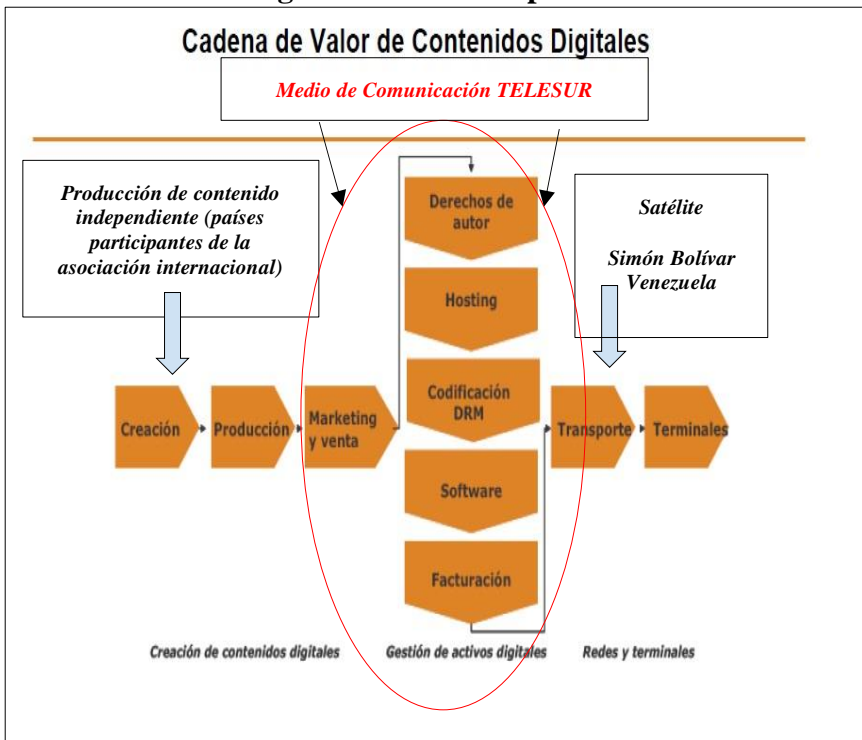 Cadena de Valor de Contenidos Digitales
Medio de Comunicación TELESUR
Producción de contenido
independiente (países
participantes de la
asociación internacional)
Satélite
Simón Bolívar
Venezuela
Derechos de
autor
Hosting
Codificación
DRM
Software
Facturación
Creación
Producción
Marketing
y venta
Transporte
Terminales
Creación de contenidos digitales
Gestión de activos digitales
Redes y terminales